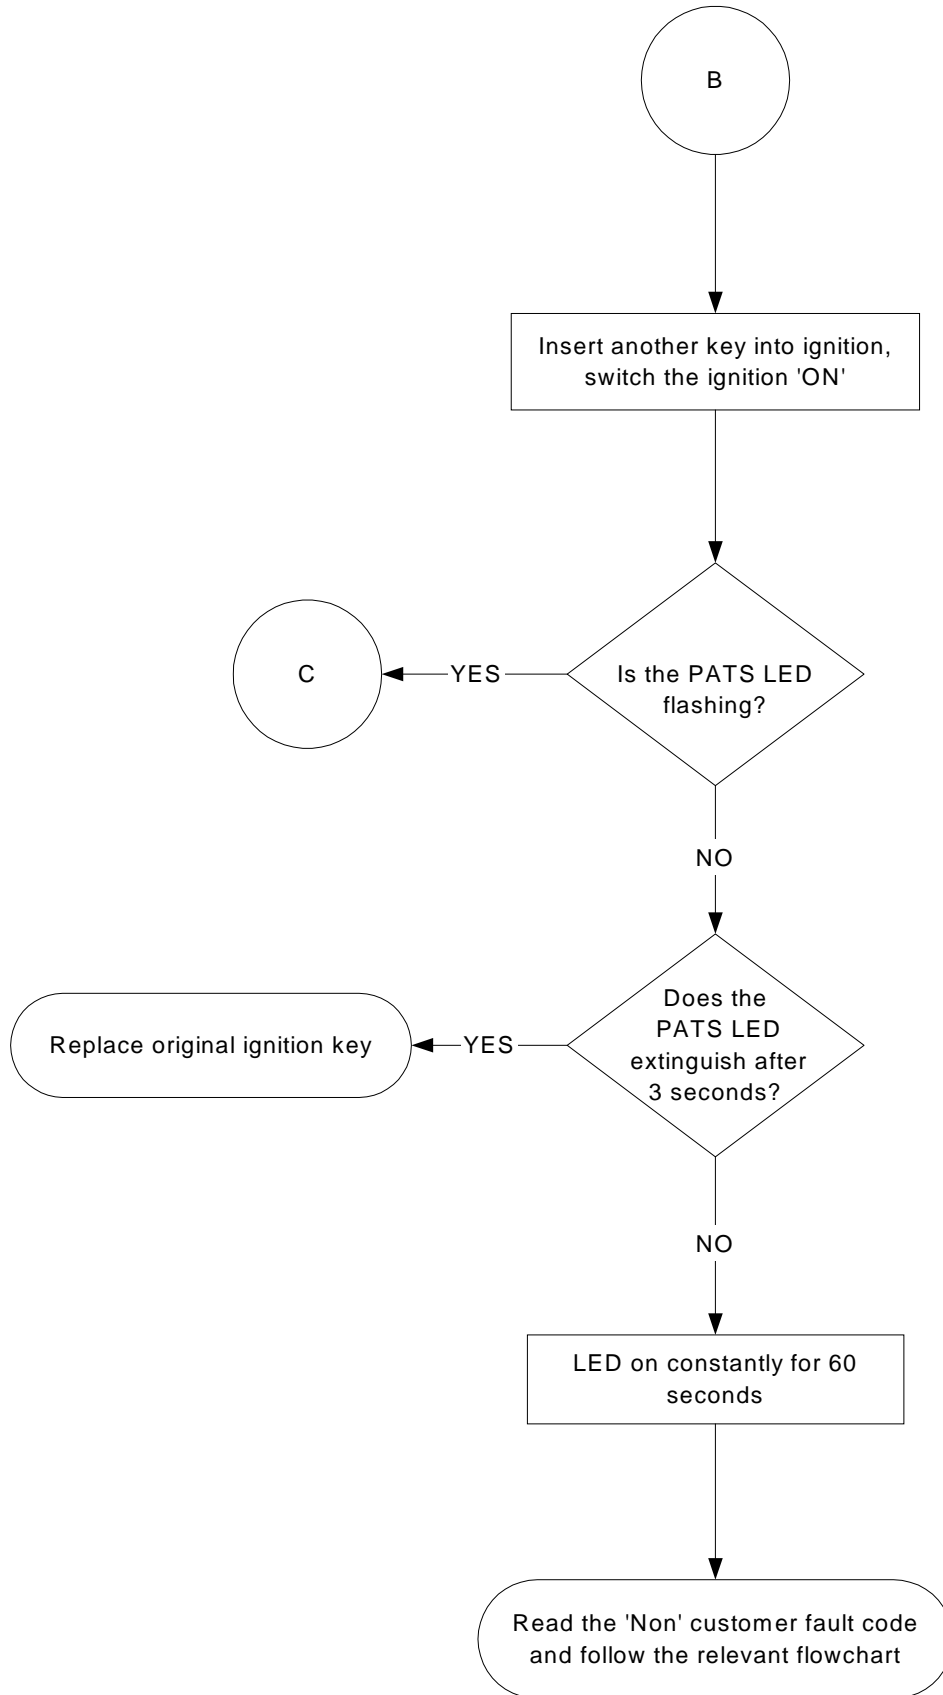 B
Insert another key into ignition,
switch the ignition 'ON'
Is the PATS LED
flashing?
YES
C
NO
Does the
PATS LED
extinguish after
3 seconds?
YES
Replace original ignition key
NO
LED on constantly for 60
seconds
Read the 'Non' customer fault code
and follow the relevant flowchart